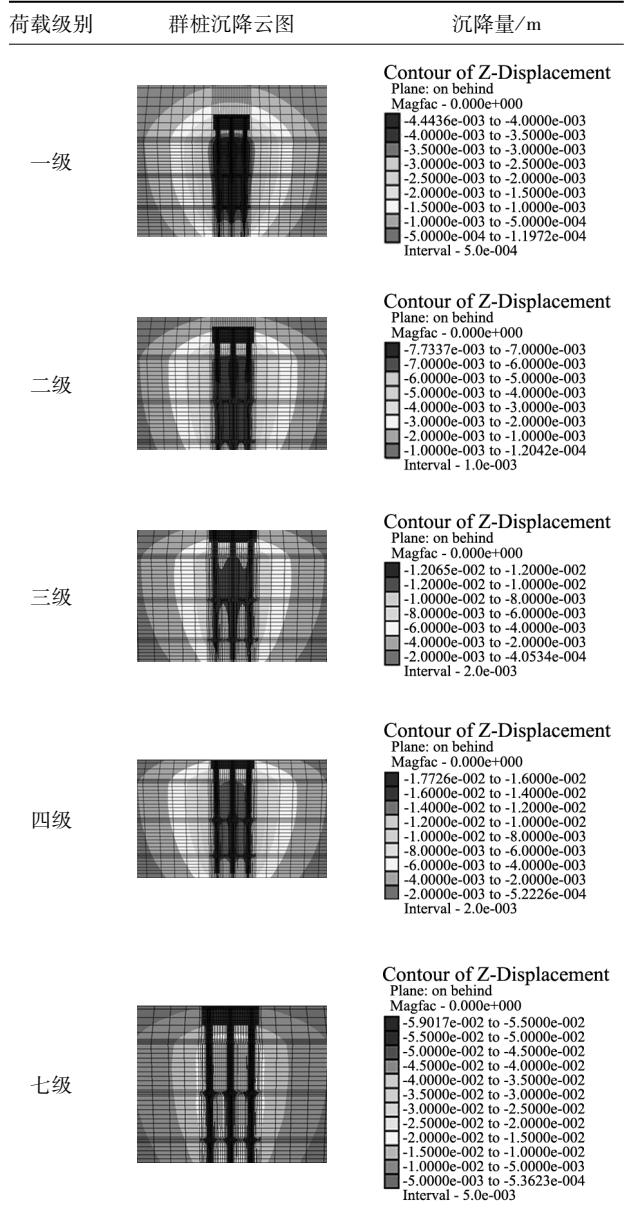 荷载级别 群桩沉降云图 沉降量/m
一级
Contour of Z-Displacement
Plane: on behind
Magfac - 0.000e+000
-4.4436e-003 to -4.0000e-003
-4.0000e-003 to -3.5000e-003
-3.5000e-003 to -3.0000e-003
-3.0000e-003 to -2.5000e-003
-2.5000e-003 to -2.0000e-003
-2.0000e-003 to -1.5000e-003
-1.5000e-003 to -1.0000e-003
-1.0000e-003 to -5.0000e-004
-5.0000e-004 to -1.1972e-004
Interval - 5.0e-004
二级
Contour of Z-Displacement
Plane: on behind
Magfac - 0.000e+000
-7.7337e-003 to -7.0000e-003
-7.0000e-003 to -6.0000e-003
-6.0000e-003 to -5.0000e-003
-5.0000e-003 to -4.0000e-003
-4.0000e-003 to -3.0000e-003
-3.0000e-003 to -2.0000e-003
-2.0000e-003 to -1.0000e-003
-1.0000e-003 to -1.2042e-004
Interval - 1.0e-003
三级
Contour of Z-Displacement
Plane: on behind
Magfac - 0.000e+000
-1.2065e-002 to -1.2000e-002
-1.2000e-002 to -1.0000e-002
-1.0000e-002 to -8.0000e-003
-8.0000e-003 to -6.0000e-003
-6.0000e-003 to -4.0000e-003
-4.0000e-003 to -2.0000e-003
-2.0000e-003 to -4.0534e-004
Interval - 2.0e-003
四级
Contour of Z-Displacement
Plane: on behind
Magfac - 0.000e+000
-1.7726e-002 to -1.6000e-002
-1.6000e-002 to -1.4000e-002
-1.4000e-002 to -1.2000e-002
-1.2000e-002 to -1.0000e-002
-1.0000e-002 to -8.0000e-003
-8.0000e-003 to -6.0000e-003
-6.0000e-003 to -4.0000e-003
-4.0000e-003 to -2.0000e-003
-2.0000e-003 to -5.2226e-004
Interval - 2.0e-003
七级
Contour of Z-Displacement
Plane: on behind
Magfac - 0.000e+000
-5.9017e-002 to -5.5000e-002
-5.5000e-002 to -5.0000e-002
-5.0000e-002 to -4.5000e-002
-4.5000e-002 to -4.0000e-002
-4.0000e-002 to -3.5000e-002
-3.5000e-002 to -3.0000e-002
-3.0000e-002 to -2.5000e-002
-2.5000e-002 to -2.0000e-002
-2.0000e-002 to -1.5000e-002
-1.5000e-002 to -1.0000e-002
-1.0000e-002 to -5.0000e-003
-5.0000e-003 to -5.3623e-004
Interval - 5.0e-003